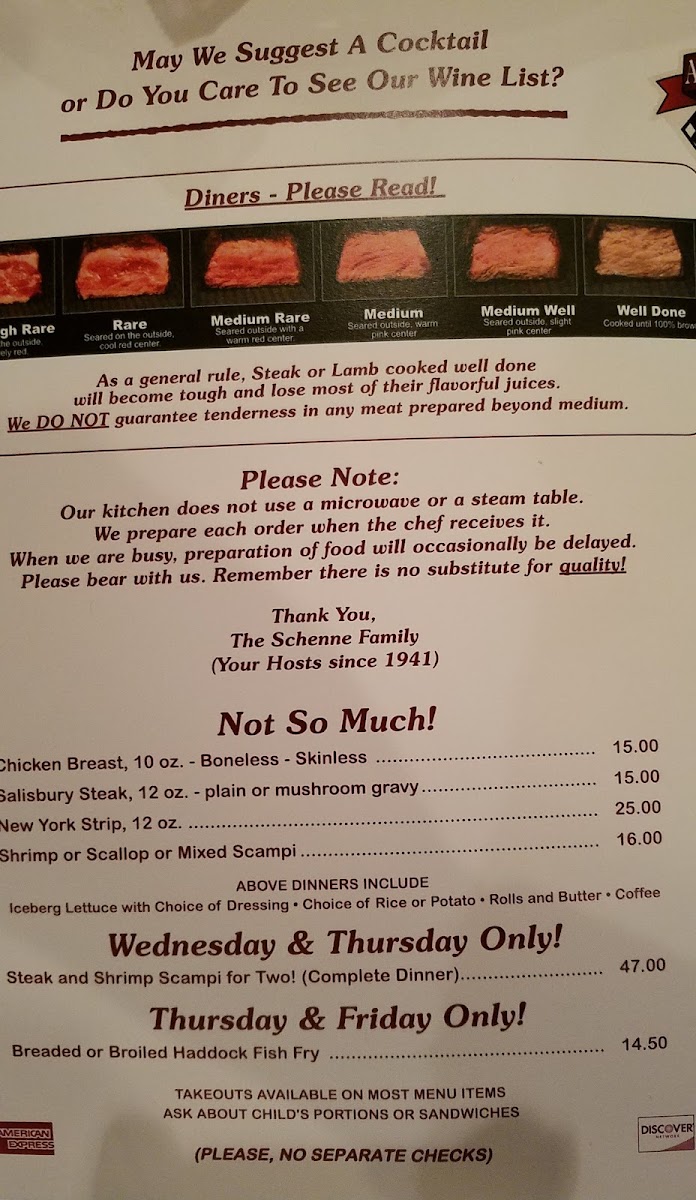 May We Suggest A Cocktail
or Do You Care To See Our Wine List?
A
Diners - Please Read!
gh Rare
he outside,
ely red.
Rare
Seared on the outside,
cool red center.
Medium Rare
Seared outside with a
warm red center.
Medium
Seared outside, warm
pink center
Medium Well
Seared outside, slight
pink center
Well Done
Cooked until 100% brow
As a general rule, Steak or Lamb cooked well done
will become tough and lose most of their flavorful juices.
We DO NOT guarantee tenderness in any meat prepared beyond medium.
Please Note:
Our kitchen does not use a microwave or a steam table.
We prepare each order when the chef receives it.
When we are busy, preparation of food will occasionally be delayed.
Please bear with us. Remember there is no substitute for quality!
Thank You,
The Schenne Family
(Your Hosts since 1941)
Not So Much!
Chicken Breast, 10 oz. - Boneless - Skinless 15.00
Salisbury Steak, 12 oz. - plain or mushroom gravy 15.00
New York Strip, 12 oz. 25.00
Shrimp or Scallop or Mixed Scampi 16.00
ABOVE DINNERS INCLUDE
Iceberg Lettuce with Choice of Dressing • Choice of Rice or Potato • Rolls and Butter • Coffee
Wednesday & Thursday Only!
Steak and Shrimp Scampi for Two! (Complete Dinner) 47.00
Thursday & Friday Only!
Breaded or Broiled Haddock Fish Fry 14.50
TAKEOUTS AVAILABLE ON MOST MENU ITEMS
ASK ABOUT CHILD'S PORTIONS OR SANDWICHES
AMERICAN
EXPRESS
DISCOVER
NETWORK
(PLEASE, NO SEPARATE CHECKS)